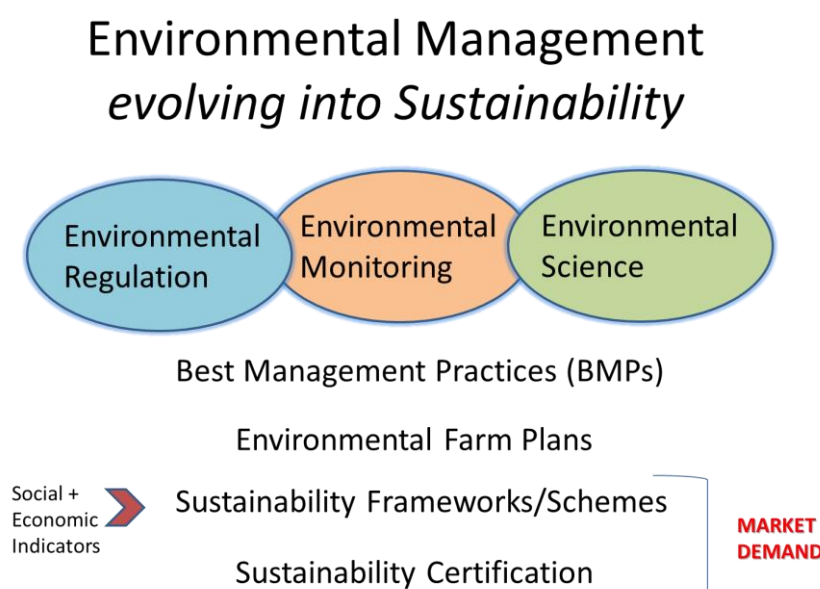 Environmental Management
evolving into Sustainability
Environmental
Regulation
Environmental
Monitoring
Environmental
Science
Best Management Practices (BMPs)
Environmental Farm Plans
Social +
Economic
Indicators
Sustainability Frameworks/Schemes
MARKET
DEMAND
Sustainability Certification